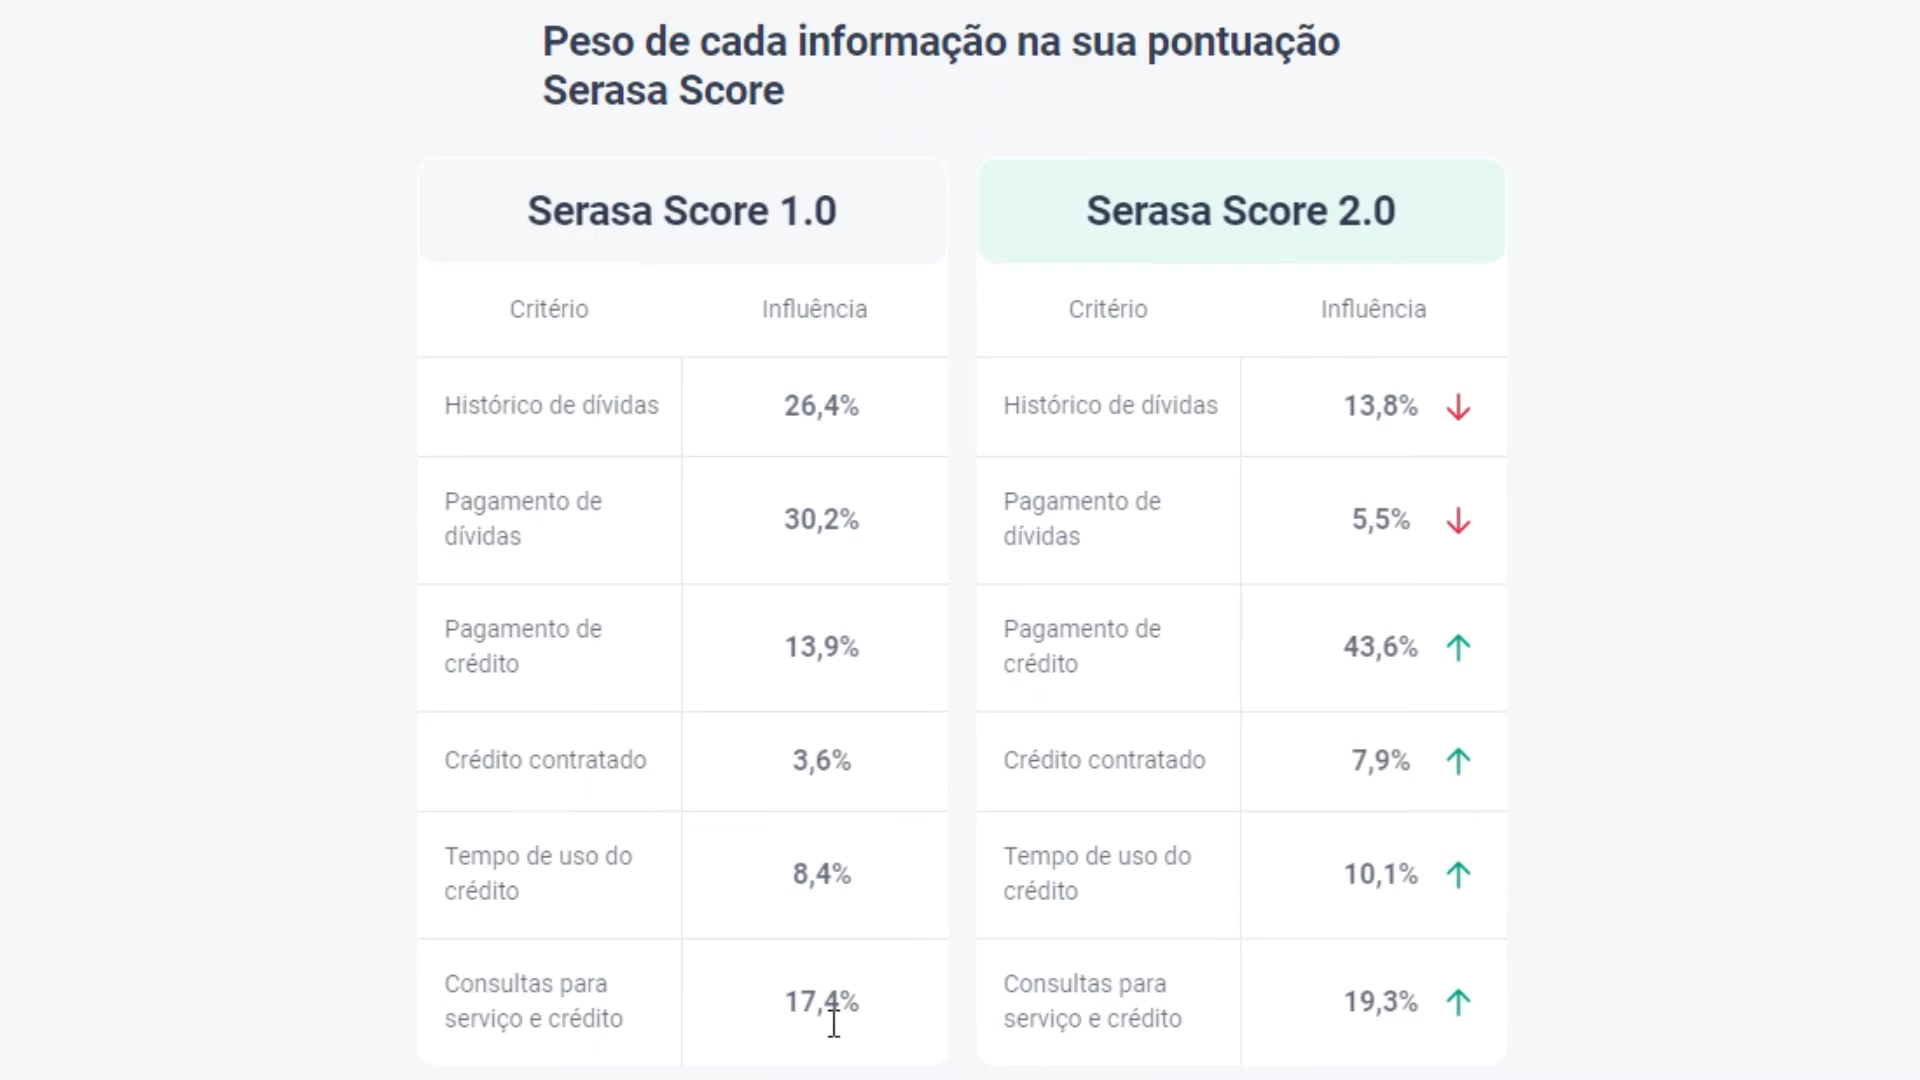 Peso de cada informação na sua pontuação
Serasa Score
Serasa Score 1.0
Critério Influência
Histórico de dívidas 26,4%
Pagamento de
dívidas
30,2%
Pagamento de
crédito
13,9%
Crédito contratado 3,6%
Tempo de uso do
crédito
8,4%
Consultas para
serviço e crédito
17,4%
Serasa Score 2.0
Critério Influência
Histórico de dívidas 13,8%
Pagamento de
dívidas
5,5%
Pagamento de
crédito
43,6%
Crédito contratado 7,9%
Tempo de uso do
crédito
10,1%
Consultas para
serviço e crédito
19,3%